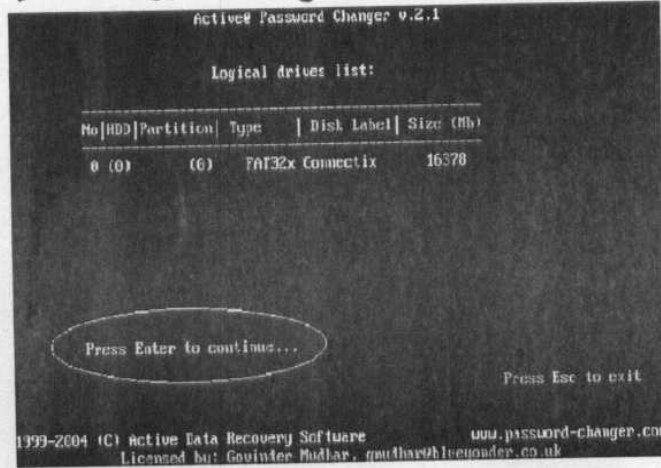 Active@ Password Changer v.2.1
Logical drives list:
No|HDD|Partition| Type | Disk Label| Size (Mb)
0 (0) (0) FAT32x Connectix 16378
Press Enter to continue...
Press Esc to exit
1999-2004 (C) Active Data Recovery Software www.password-changer.com
Licensed by: Govinder Mudhar, gmudhar@blueyonder.co.uk